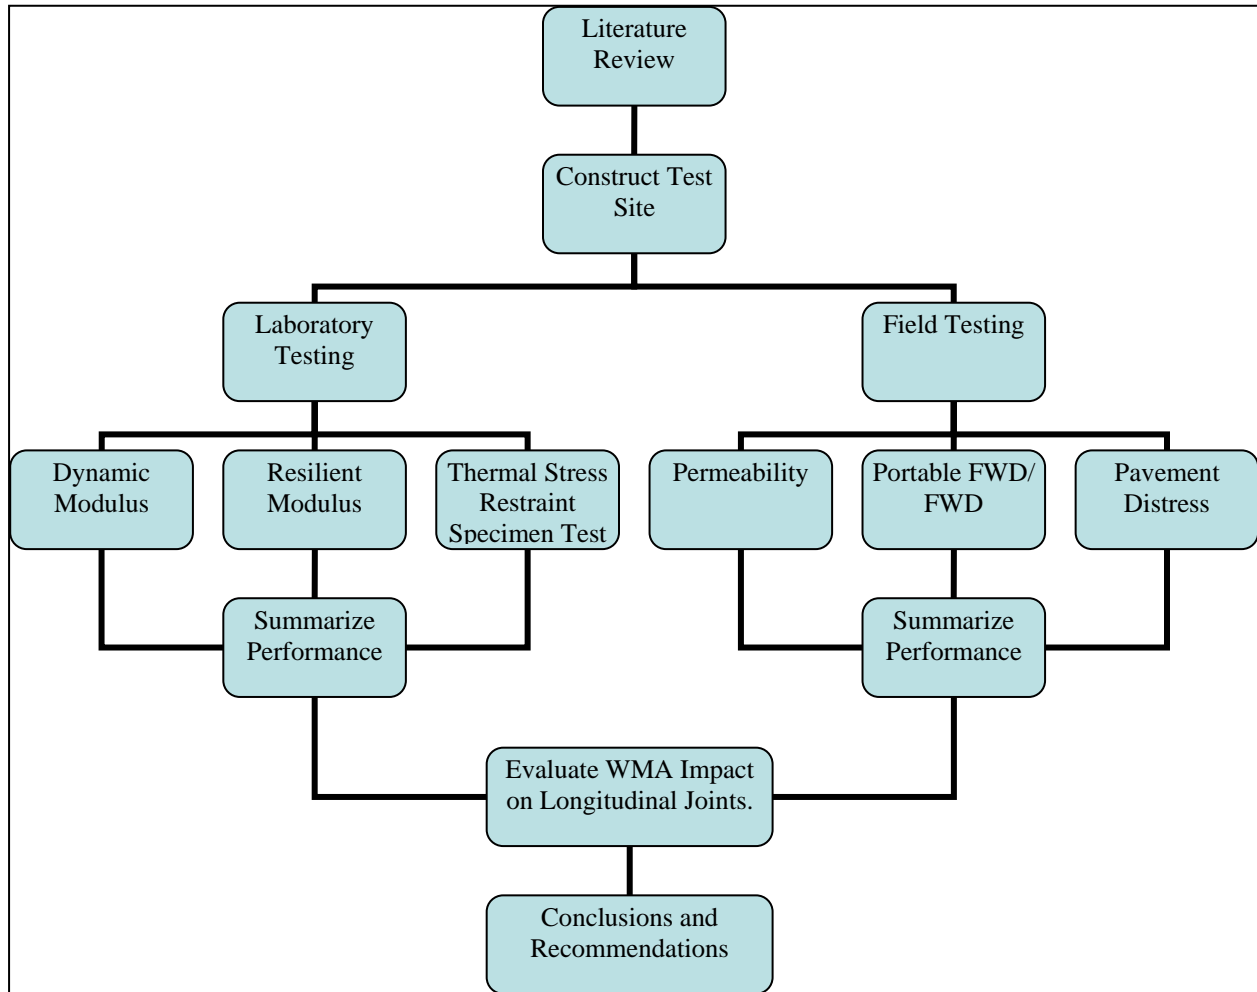 Literature
Review
Construct Test
Site
Laboratory
Testing
Field Testing
Dynamic
Modulus
Resilient
Modulus
Thermal Stress
Restraint
Specimen Test
Permeability
Portable FWD/
FWD
Pavement
Distress
Summarize
Performance
Summarize
Performance
Evaluate WMA Impact
on Longitudinal Joints.
Conclusions and
Recommendations